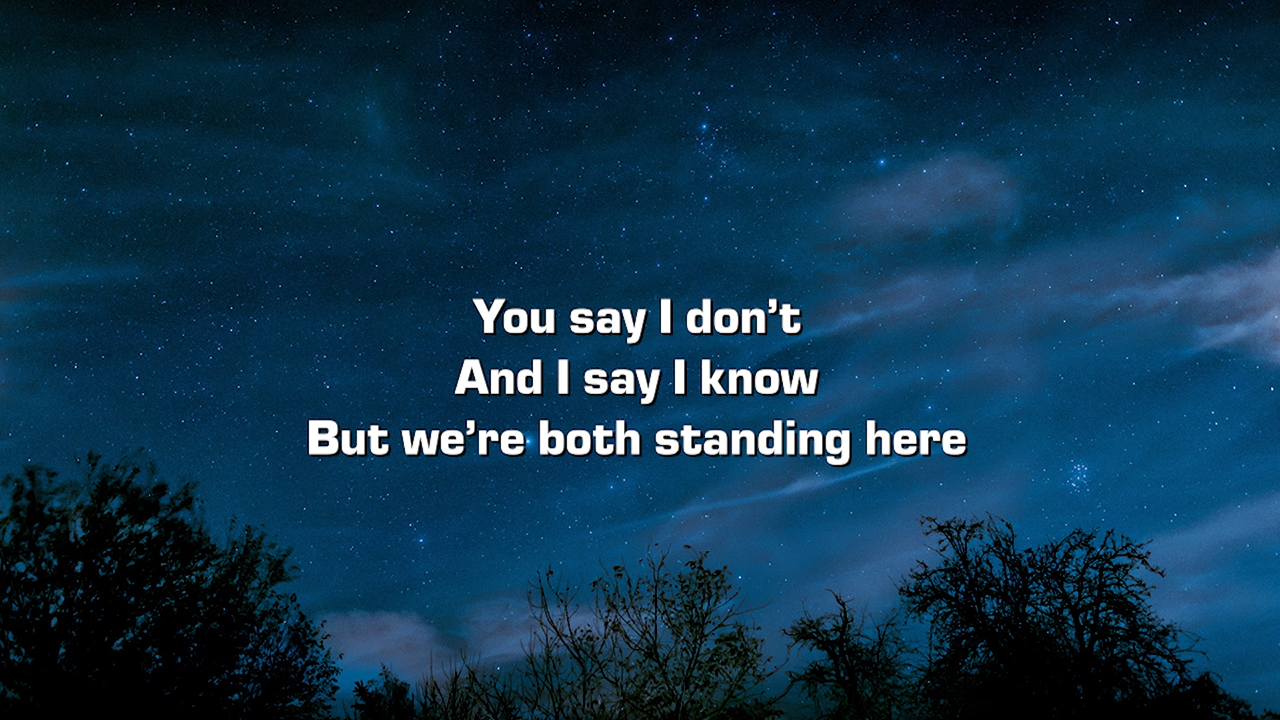 You say I don’t
And I say I know
But we’re both standing here